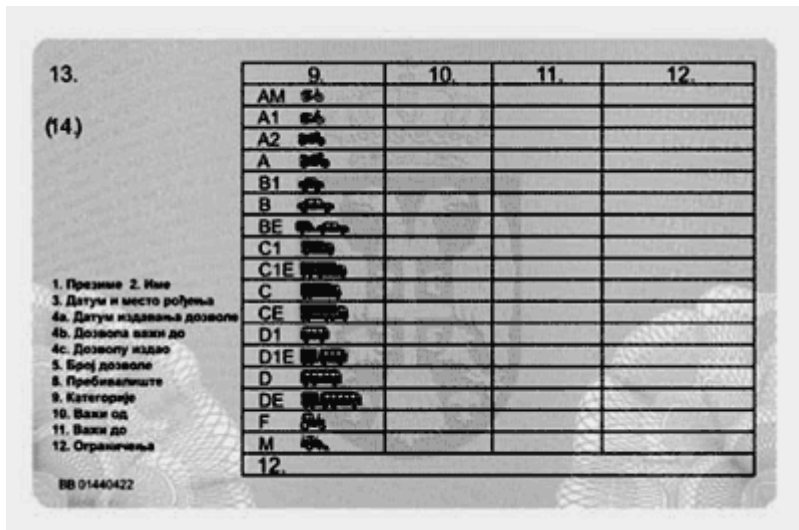 13.
(14.)
1. Презиме 2. Име
3. Датум и место рођења
4a. Датум издавања дозволе
4b. Дозвола важи до
4c. Дозволу издао
5. Број дозволе
8. Пребивалиште
9. Категорије
10. Важи од
11. Важи до
12. Ограничења
BB 01440422
9. 10. 11. 12.
AM
A1
A2
A
B1
B
BE
C1
C1E
C
CE
D1
D1E
D
DE
F
M
12.